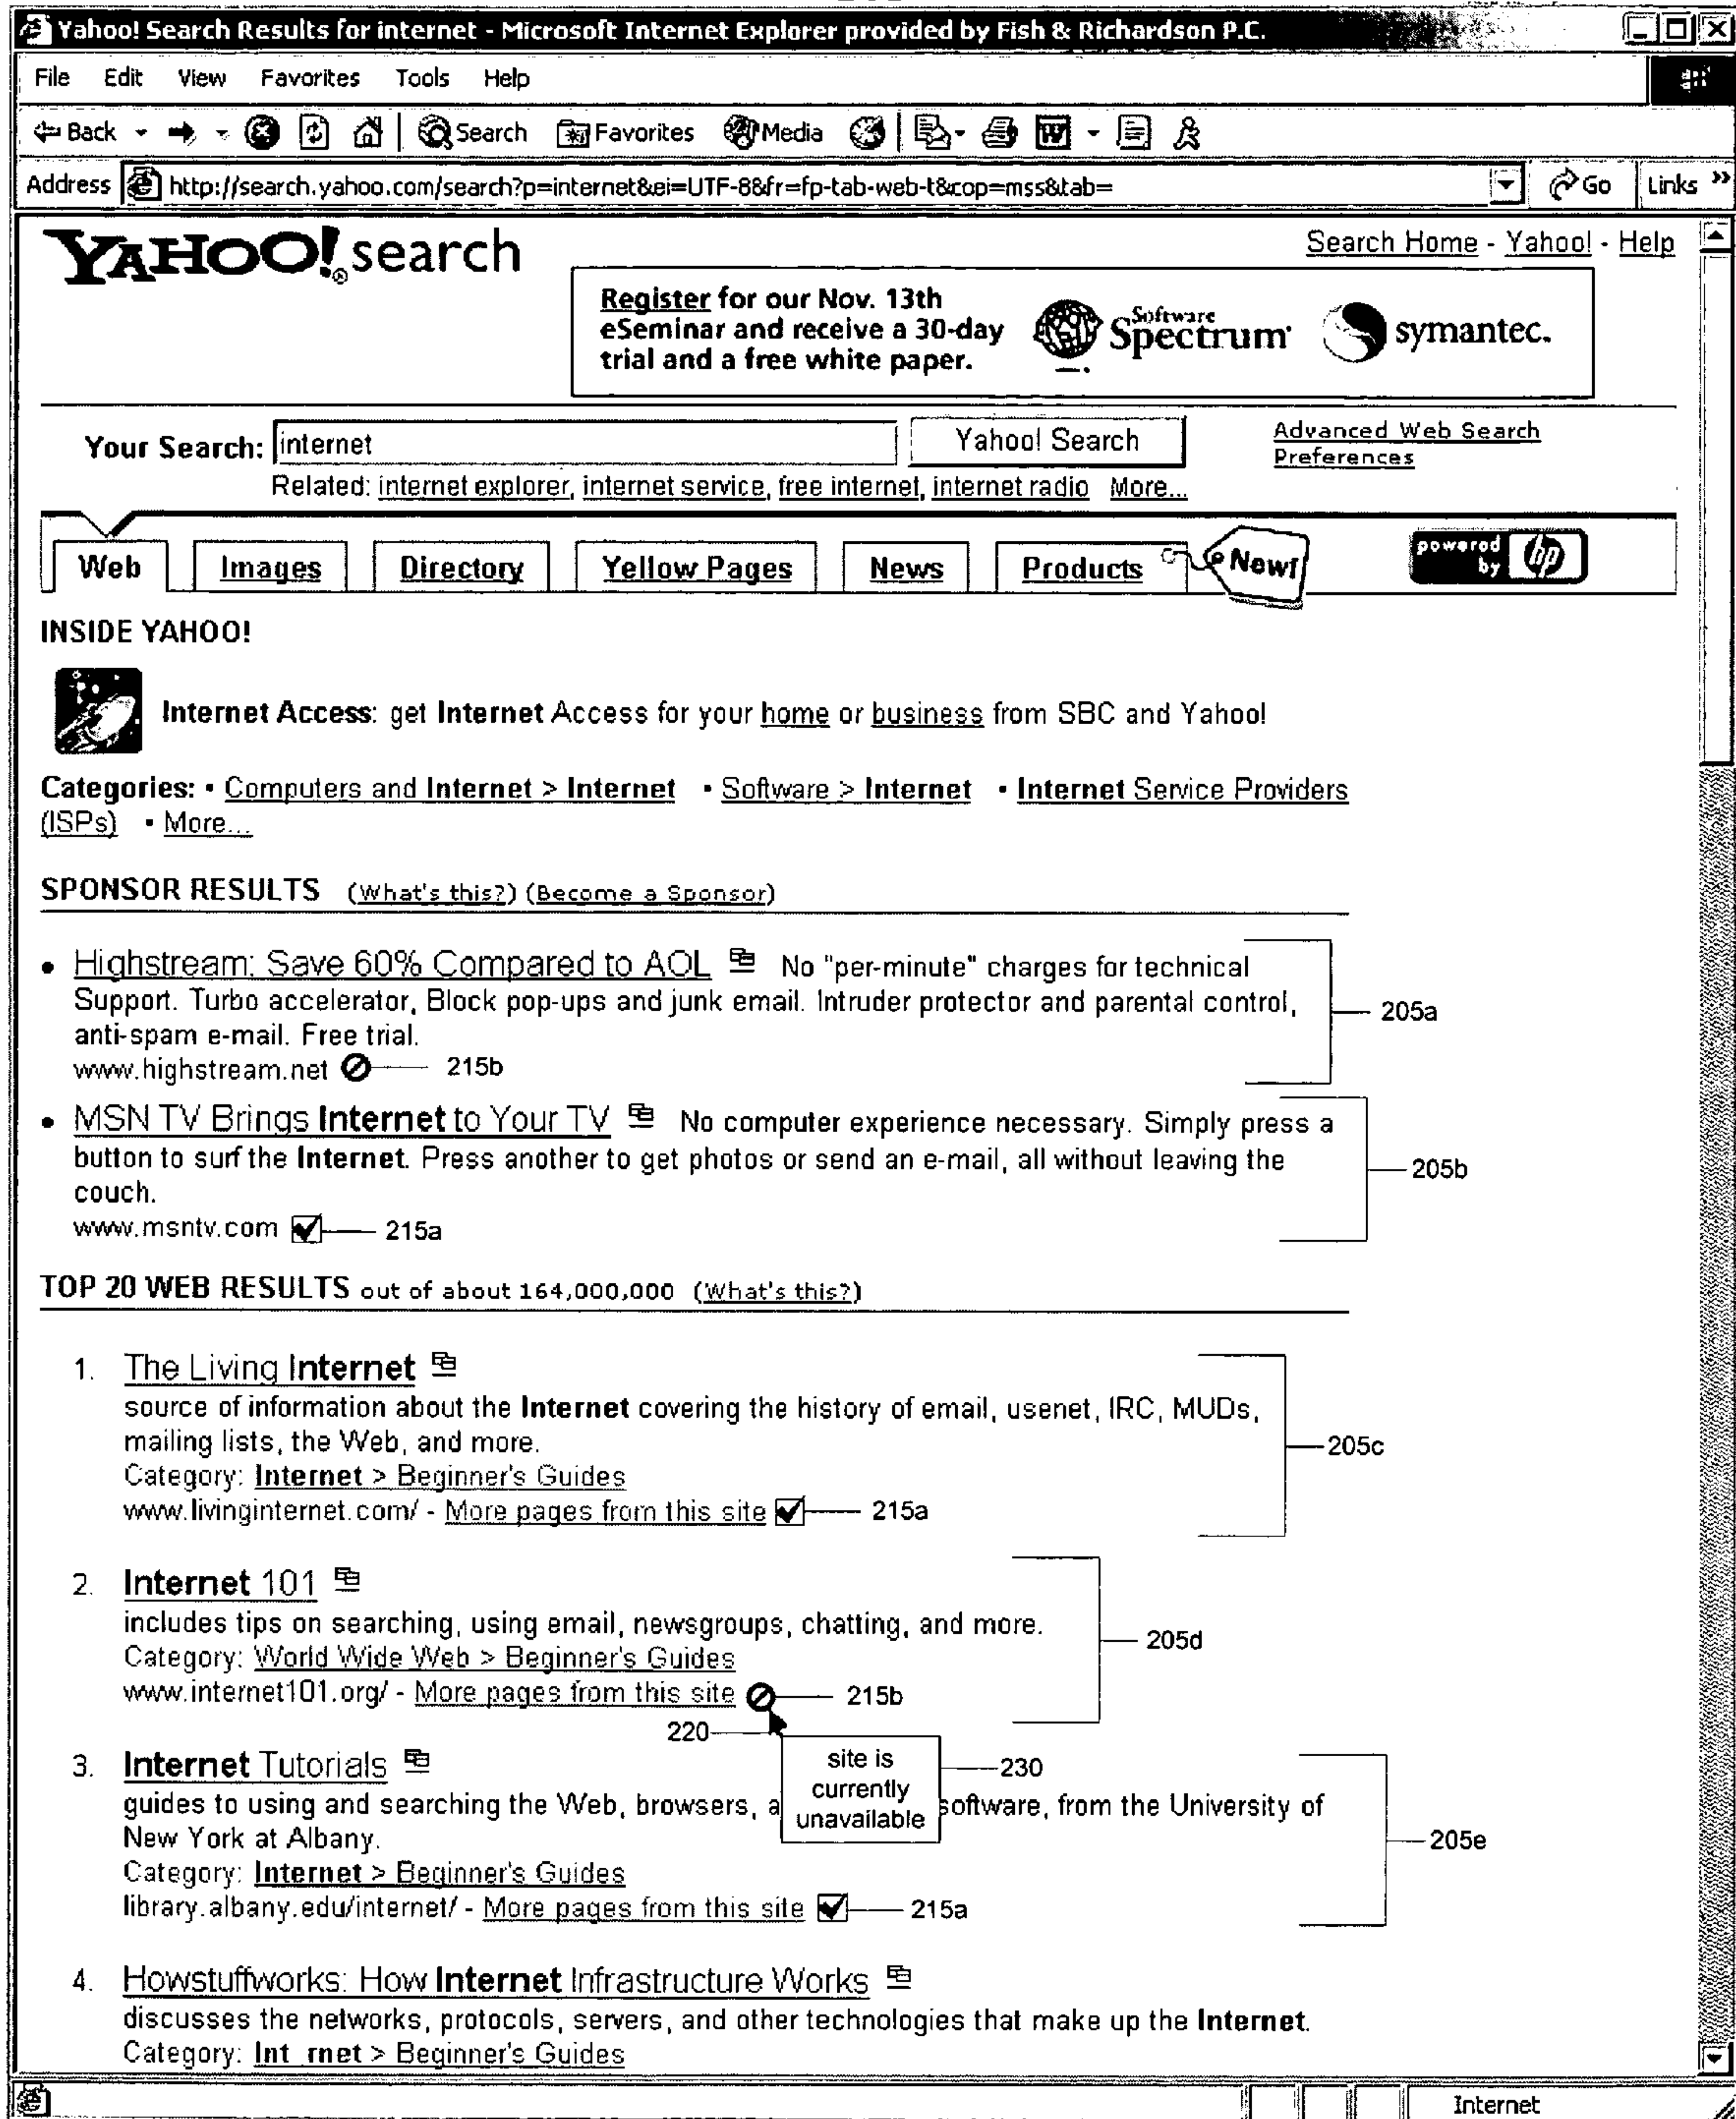 Yahoo! Search Results for internet - Microsoft Internet Explorer provided by Fish & Richardson P.C.
File Edit View Favorites Tools Help
Back Search Favorites Media
Address http://search.yahoo.com/search?p=internet&ei=UTF-8&fr=fp-tab-web-t&cop=mss&tab= Go Links »
YAHOO!® search
Search Home - Yahoo! - Help
Register for our Nov. 13th
eSeminar and receive a 30-day
trial and a free white paper.
Software
Spectrum
symantec.
Your Search: internet Yahoo! Search
Advanced Web Search
Preferences
Related: internet explorer, internet service, free internet, internet radio More...
Web Images Directory Yellow Pages News Products New!
powered
by hp
INSIDE YAHOO!
Internet Access: get Internet Access for your home or business from SBC and Yahoo!
Categories: • Computers and Internet > Internet • Software > Internet • Internet Service Providers
(ISPs) • More...
SPONSOR RESULTS (What's this?) (Become a Sponsor)
• Highstream: Save 60% Compared to AOL No "per-minute" charges for technical
Support. Turbo accelerator, Block pop-ups and junk email. Intruder protector and parental control,
205a
anti-spam e-mail. Free trial.
www.highstream.net 215b
• MSN TV Brings Internet to Your TV No computer experience necessary. Simply press a
button to surf the Internet. Press another to get photos or send an e-mail, all without leaving the
205b
couch.
www.msntv.com 215a
TOP 20 WEB RESULTS out of about 164,000,000 (What's this?)
1. The Living Internet
source of information about the Internet covering the history of email, usenet, IRC, MUDs,
mailing lists, the Web, and more.
205c
Category: Internet > Beginner's Guides
www.livinginternet.com/ - More pages from this site 215a
2. Internet 101
includes tips on searching, using email, newsgroups, chatting, and more.
205d
Category: World Wide Web > Beginner's Guides
www.internet101.org/ - More pages from this site 215b
220
site is
currently
unavailable
230
3. Internet Tutorials
guides to using and searching the Web, browsers, a software, from the University of
New York at Albany.
205e
Category: Internet > Beginner's Guides
library.albany.edu/internet/ - More pages from this site 215a
4. Howstuffworks: How Internet Infrastructure Works
discusses the networks, protocols, servers, and other technologies that make up the Internet.
Category: Int rnet > Beginner's Guides
Internet